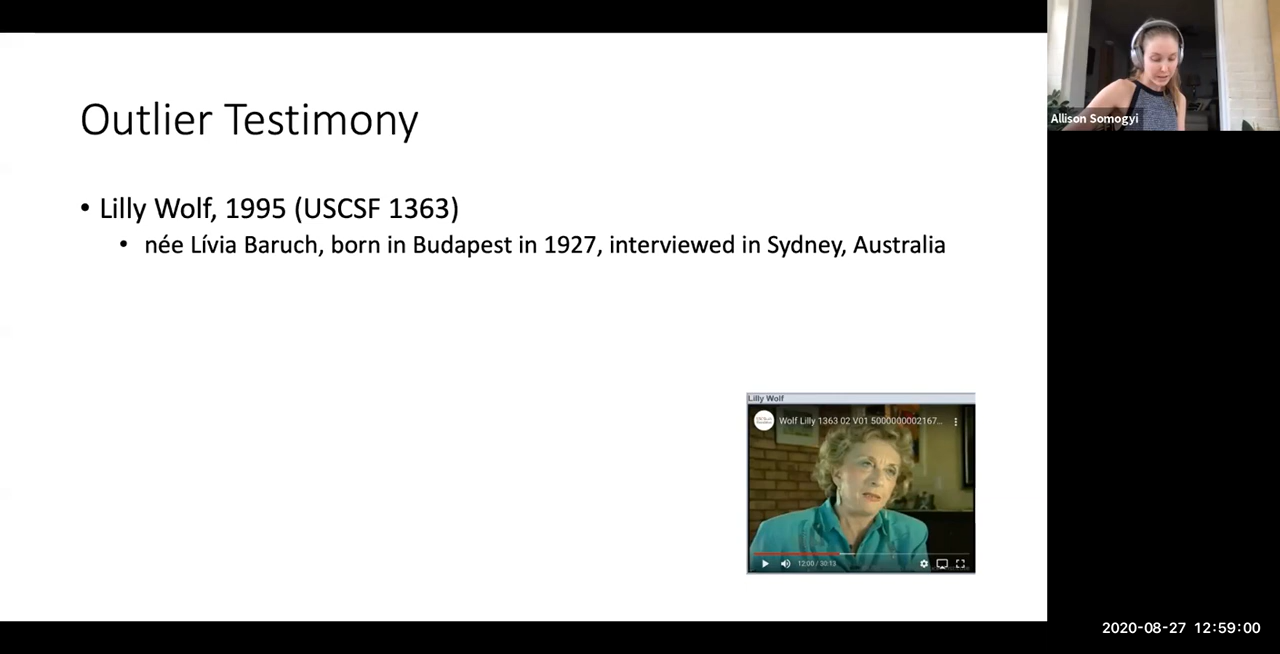 Outlier Testimony
• Lilly Wolf, 1995 (USCSF 1363)
• née Lívia Baruch, born in Budapest in 1927, interviewed in Sydney, Australia
Lilly Wolf
Wolf Lilly 1363 02 V01 5000000002167...
12:00 / 30:13
Allison Somogyi
2020-08-27 12:59:00